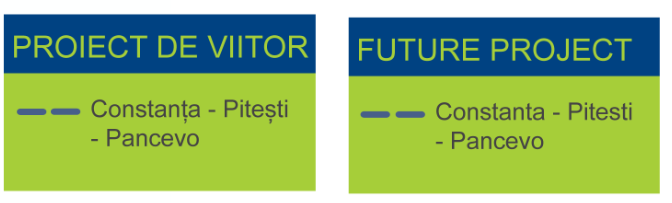 PROIECT DE VIITOR
Constanța - Pitești
- Pancevo
FUTURE PROJECT
Constanta - Pitesti
- Pancevo